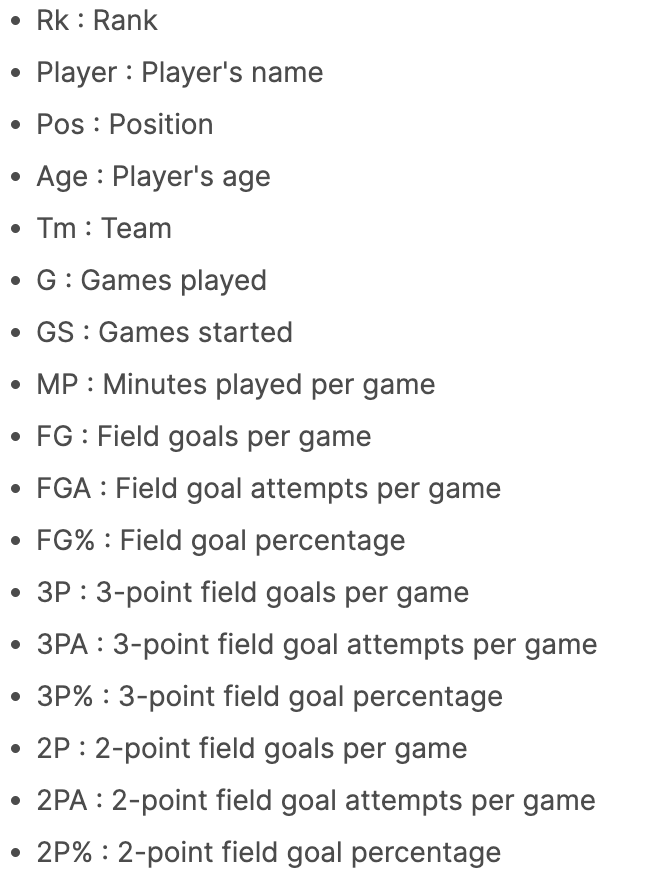 • Rk : Rank
• Player : Player's name
• Pos : Position
• Age : Player's age
• Tm : Team
• G : Games played
• GS : Games started
• MP : Minutes played per game
• FG : Field goals per game
• FGA : Field goal attempts per game
• FG% : Field goal percentage
• 3P : 3-point field goals per game
• 3PA : 3-point field goal attempts per game
• 3P% : 3-point field goal percentage
• 2P : 2-point field goals per game
• 2PA : 2-point field goal attempts per game
• 2P% : 2-point field goal percentage